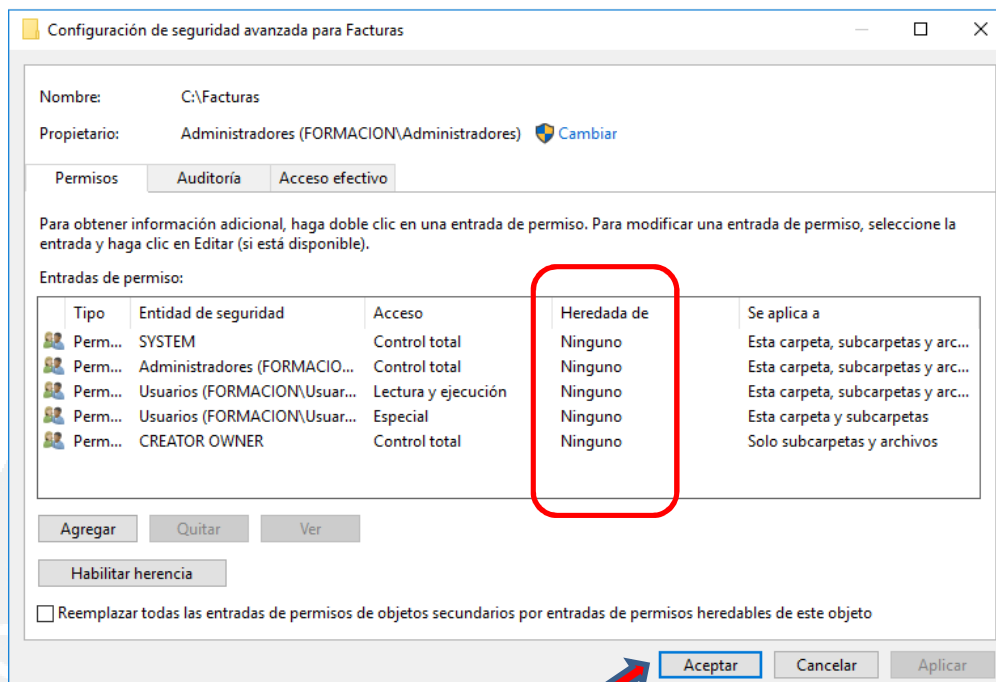 Configuración de seguridad avanzada para Facturas
Nombre: C:\Facturas
Propietario: Administradores (FORMACION\Administradores) Cambiar
Permisos Auditoría Acceso efectivo
Para obtener información adicional, haga doble clic en una entrada de permiso. Para modificar una entrada de permiso, seleccione la
entrada y haga clic en Editar (si está disponible).
Entradas de permiso:
Tipo Entidad de seguridad Acceso Heredada de Se aplica a
Perm... SYSTEM Control total Ninguno Esta carpeta, subcarpetas y arc...
Perm... Administradores (FORMACIO... Control total Ninguno Esta carpeta, subcarpetas y arc...
Perm... Usuarios (FORMACION\Usuar... Lectura y ejecución Ninguno Esta carpeta, subcarpetas y arc...
Perm... Usuarios (FORMACION\Usuar... Especial Ninguno Esta carpeta y subcarpetas
Perm... CREATOR OWNER Control total Ninguno Solo subcarpetas y archivos
Agregar Quitar Ver
Habilitar herencia
Reemplazar todas las entradas de permisos de objetos secundarios por entradas de permisos heredables de este objeto
Aceptar Cancelar Aplicar